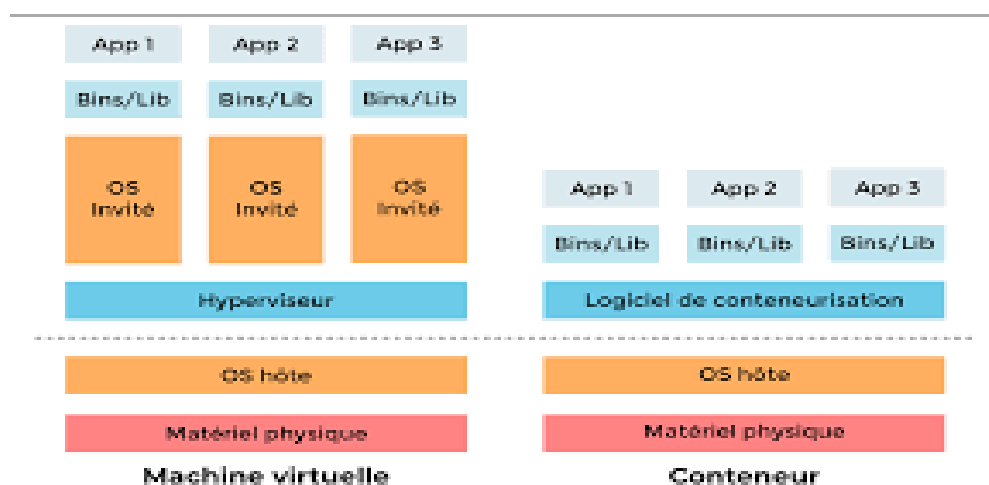 App 1
App 2
App 3
Bins/Lib
Bins/Lib
Bins/Lib
OS
Invité
OS
Invité
OS
Invité
Hyperviseur
OS hôte
Matériel physique
Machine virtuelle
App 1
App 2
App 3
Bins/Lib
Bins/Lib
Bins/Lib
Logiciel de conteneurisation
OS hôte
Matériel physique
Conteneur